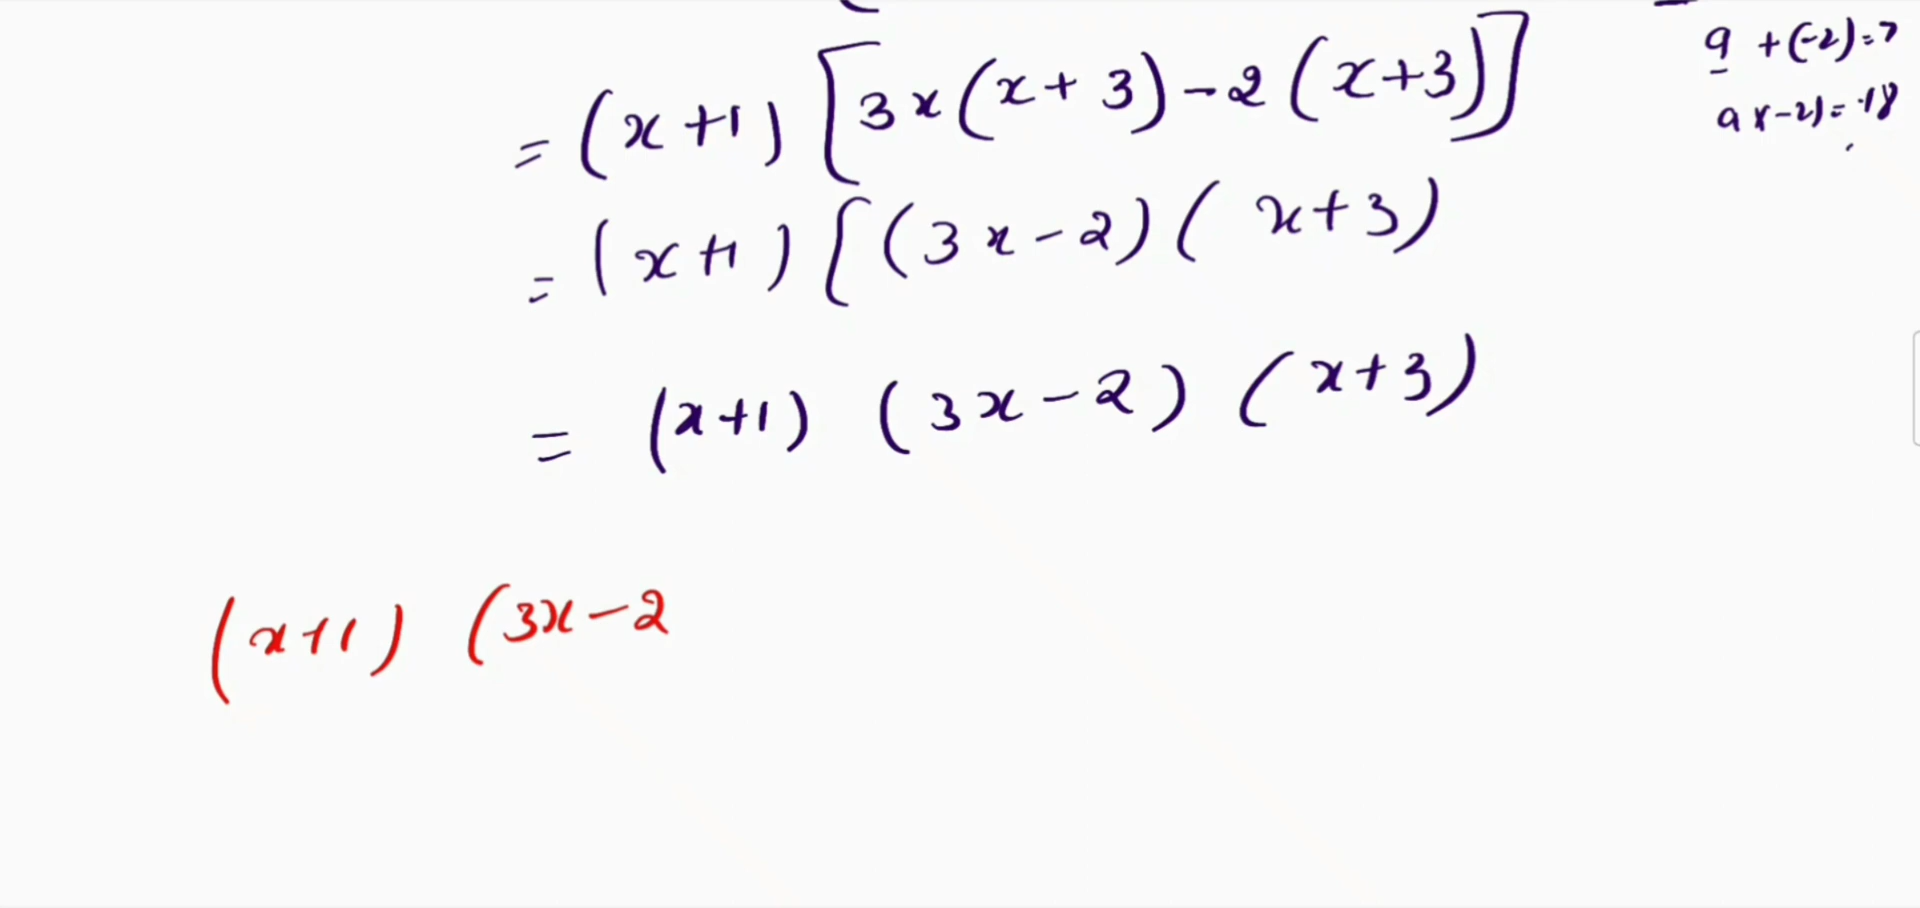 = (x+1) [3x(x+3)-2(x+3)]
9 +(-2)=7
9x(-2)=-18
= (x+1) [(3x-2)(x+3)
= (x+1) (3x-2) (x+3)
(x+1) (3x-2